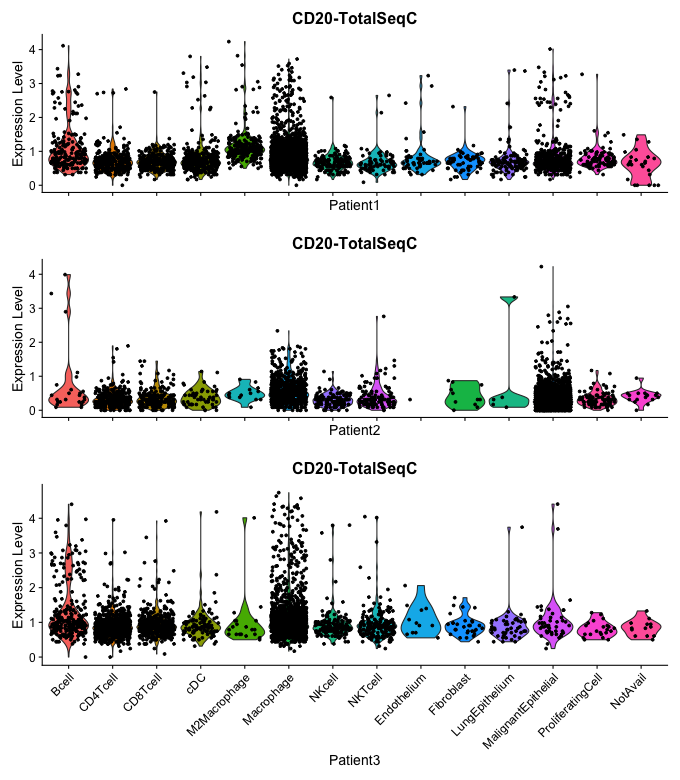 CD20-TotalSeqC
Expression Level
4
3
2
1
0
Patient1
CD20-TotalSeqC
Expression Level
4
3
2
1
0
Patient2
CD20-TotalSeqC
Expression Level
4
3
2
1
0
Bcell
CD4Tcell
CD8Tcell
cDC
M2Macrophage
Macrophage
NKcell
NKTcell
Endothelium
Fibroblast
LungEpithelium
MalignantEpithelial
ProliferatingCell
NotAvail
Patient3